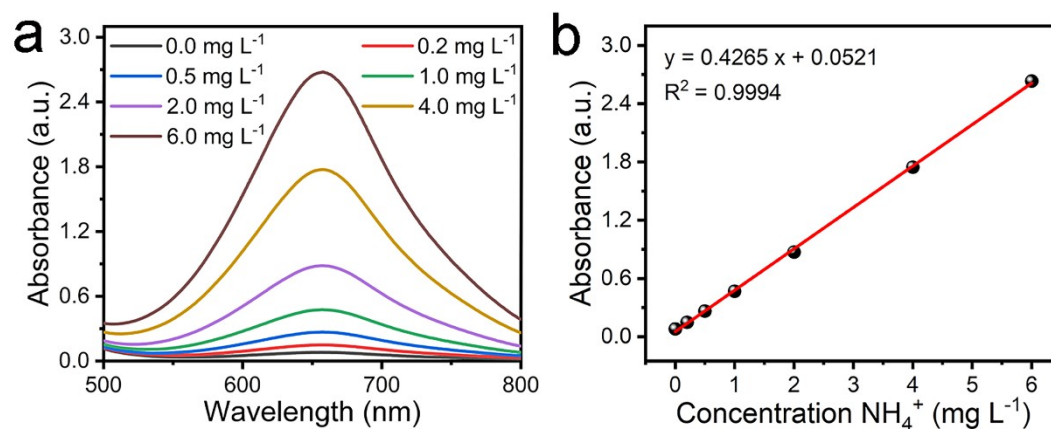 a
3.0
2.4
1.8
1.2
0.6
0.0
Absorbance (a.u.)
0.0 mg L⁻¹
0.2 mg L⁻¹
0.5 mg L⁻¹
1.0 mg L⁻¹
2.0 mg L⁻¹
4.0 mg L⁻¹
6.0 mg L⁻¹
500 600 700 800
Wavelength (nm)
b
3.0
2.4
1.8
1.2
0.6
0.0
Absorbance (a.u.)
y = 0.4265 x + 0.0521
R² = 0.9994
0 1 2 3 4 5 6
Concentration NH₄⁺ (mg L⁻¹)